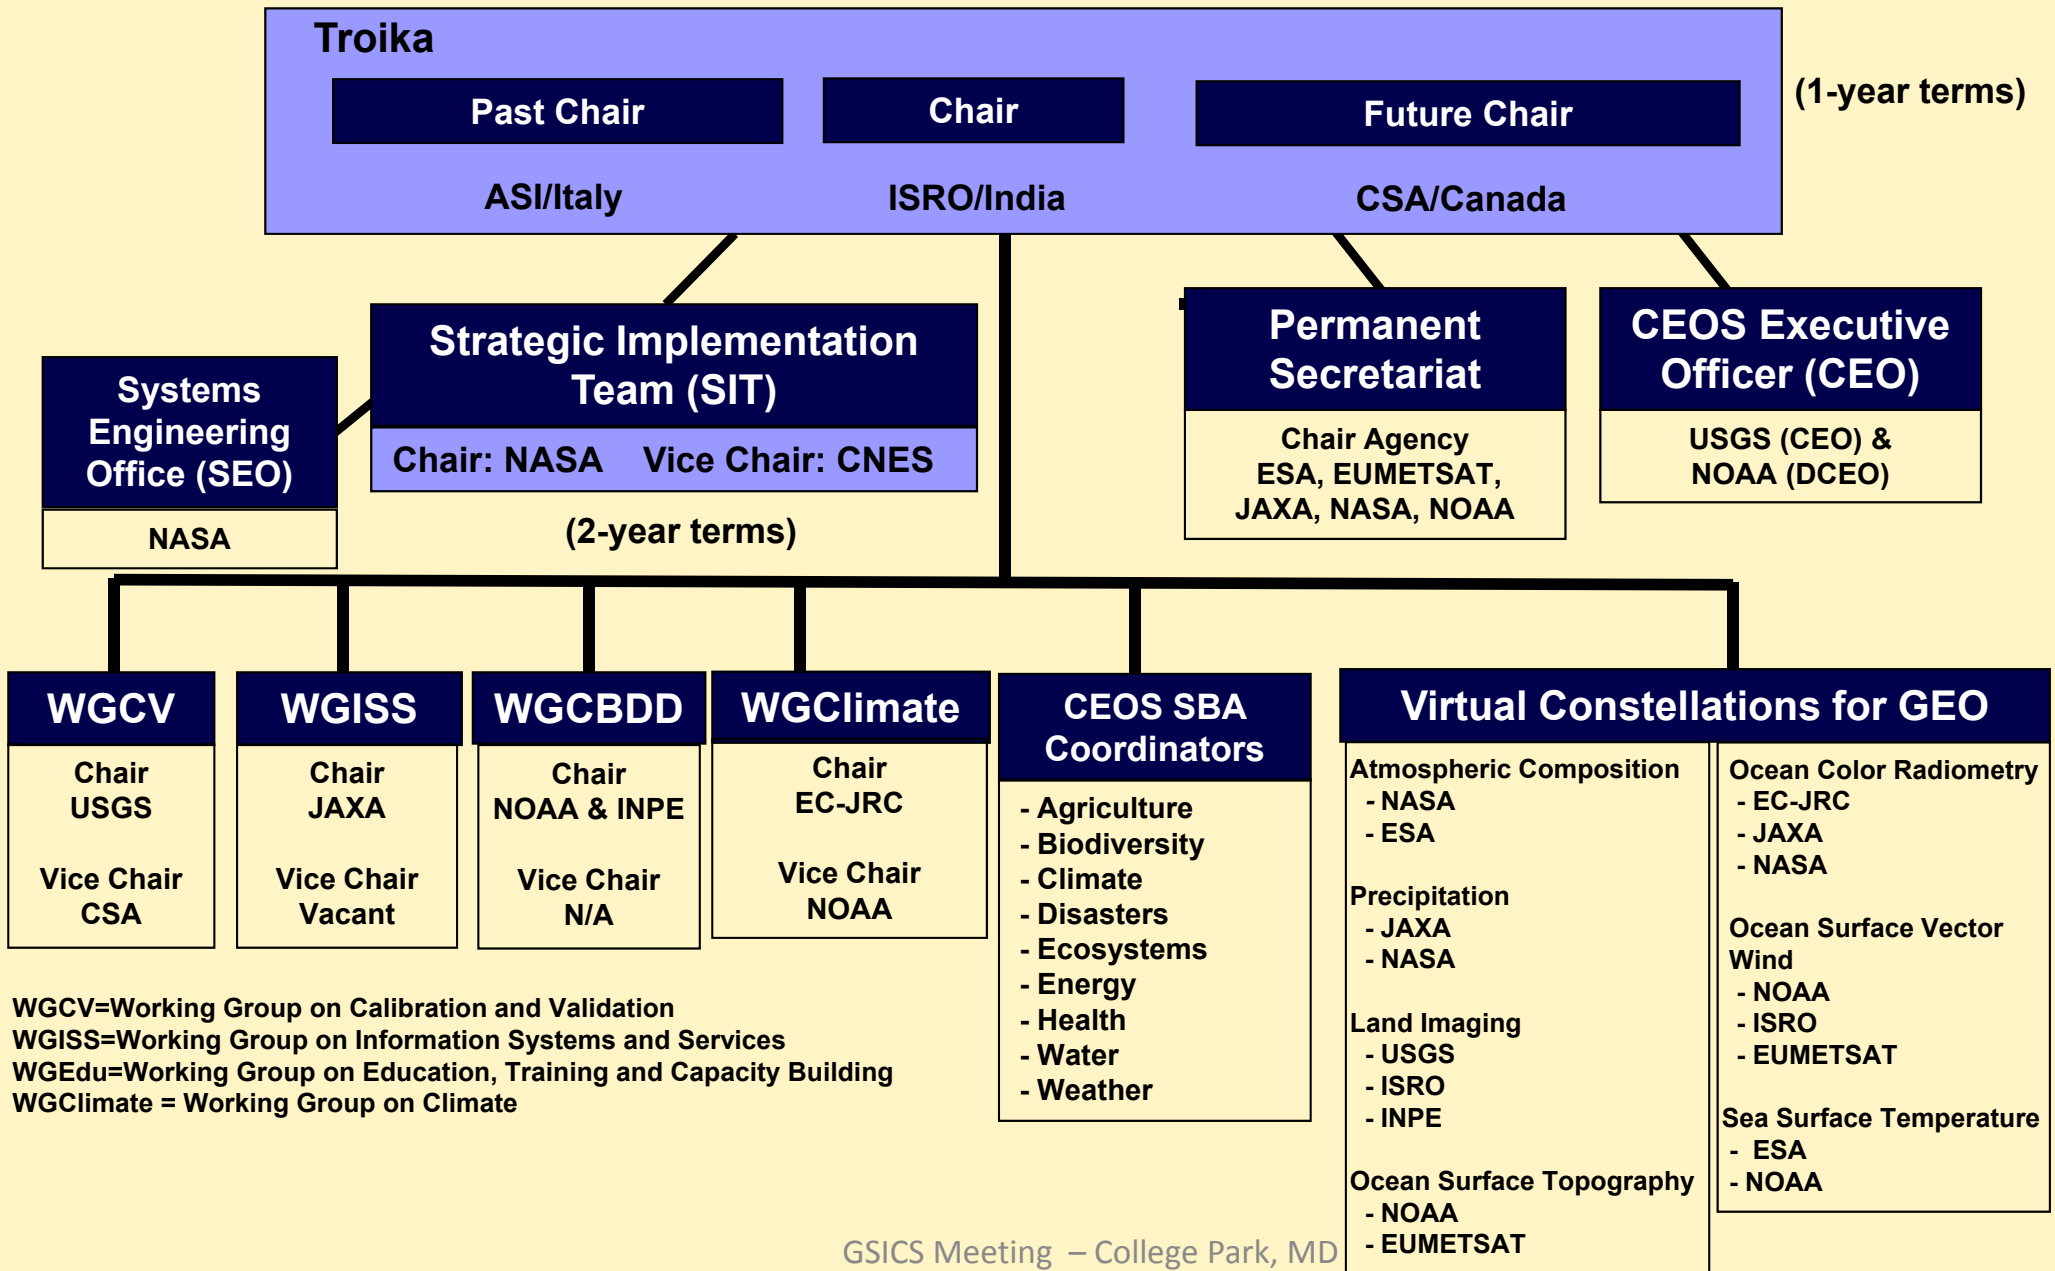 Troika
Past Chair
Chair
Future Chair
(1-year terms)
ASI/Italy
ISRO/India
CSA/Canada
Strategic Implementation
Team (SIT)
Chair: NASA Vice Chair: CNES
(2-year terms)
Systems
Engineering
Office (SEO)
NASA
Permanent
Secretariat
Chair Agency
ESA, EUMETSAT,
JAXA, NASA, NOAA
CEOS Executive
Officer (CEO)
USGS (CEO) &
NOAA (DCEO)
WGCV
Chair
USGS
Vice Chair
CSA
WGISS
Chair
JAXA
Vice Chair
Vacant
WGCBDD
Chair
NOAA & INPE
Vice Chair
N/A
WGClimate
Chair
EC-JRC
Vice Chair
NOAA
CEOS SBA
Coordinators
- Agriculture
- Biodiversity
- Climate
- Disasters
- Ecosystems
- Energy
- Health
- Water
- Weather
Virtual Constellations for GEO
Atmospheric Composition
- NASA
- ESA
Precipitation
- JAXA
- NASA
Land Imaging
- USGS
- ISRO
- INPE
Ocean Surface Topography
- NOAA
- EUMETSAT
Ocean Color Radiometry
- EC-JRC
- JAXA
- NASA
Ocean Surface Vector
Wind
- NOAA
- ISRO
- EUMETSAT
Sea Surface Temperature
- ESA
- NOAA
WGCV=Working Group on Calibration and Validation
WGISS=Working Group on Information Systems and Services
WGEdu=Working Group on Education, Training and Capacity Building
WGClimate = Working Group on Climate
GSICS Meeting – College Park, MD